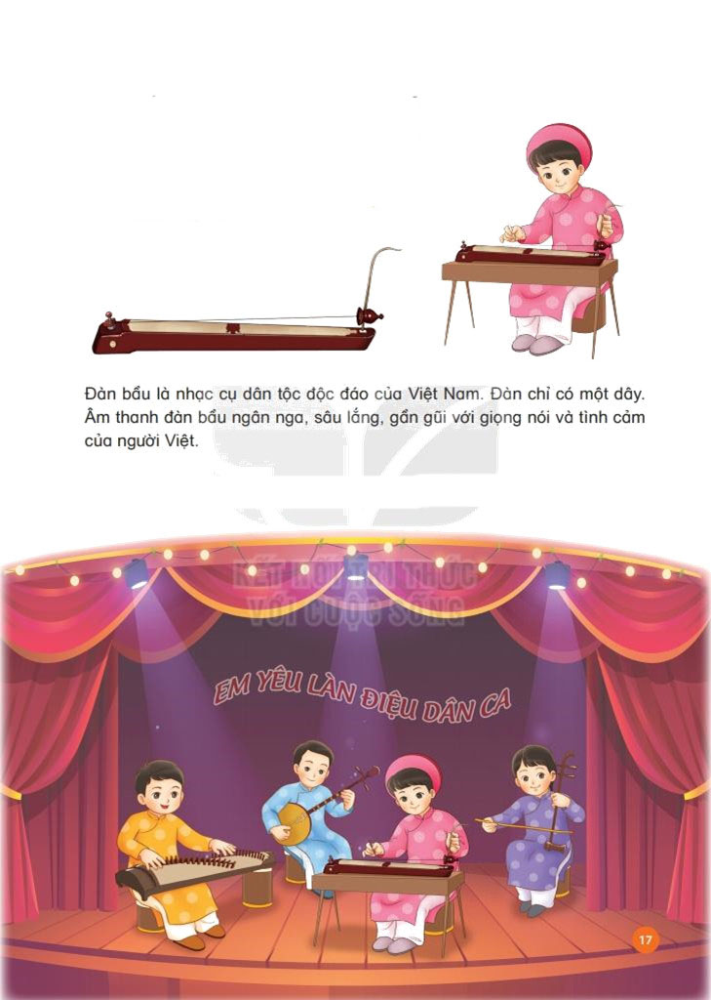 Đàn bầu là nhạc cụ dân tộc độc đáo của Việt Nam. Đàn chỉ có một dây.
Âm thanh đàn bầu ngân nga, sâu lắng, gần gũi với giọng nói và tình cảm
của người Việt.
KẾT NỐI TRI THỨC
VỚI CUỘC SỐNG
EM YÊU LÀN ĐIỆU DÂN CA
17